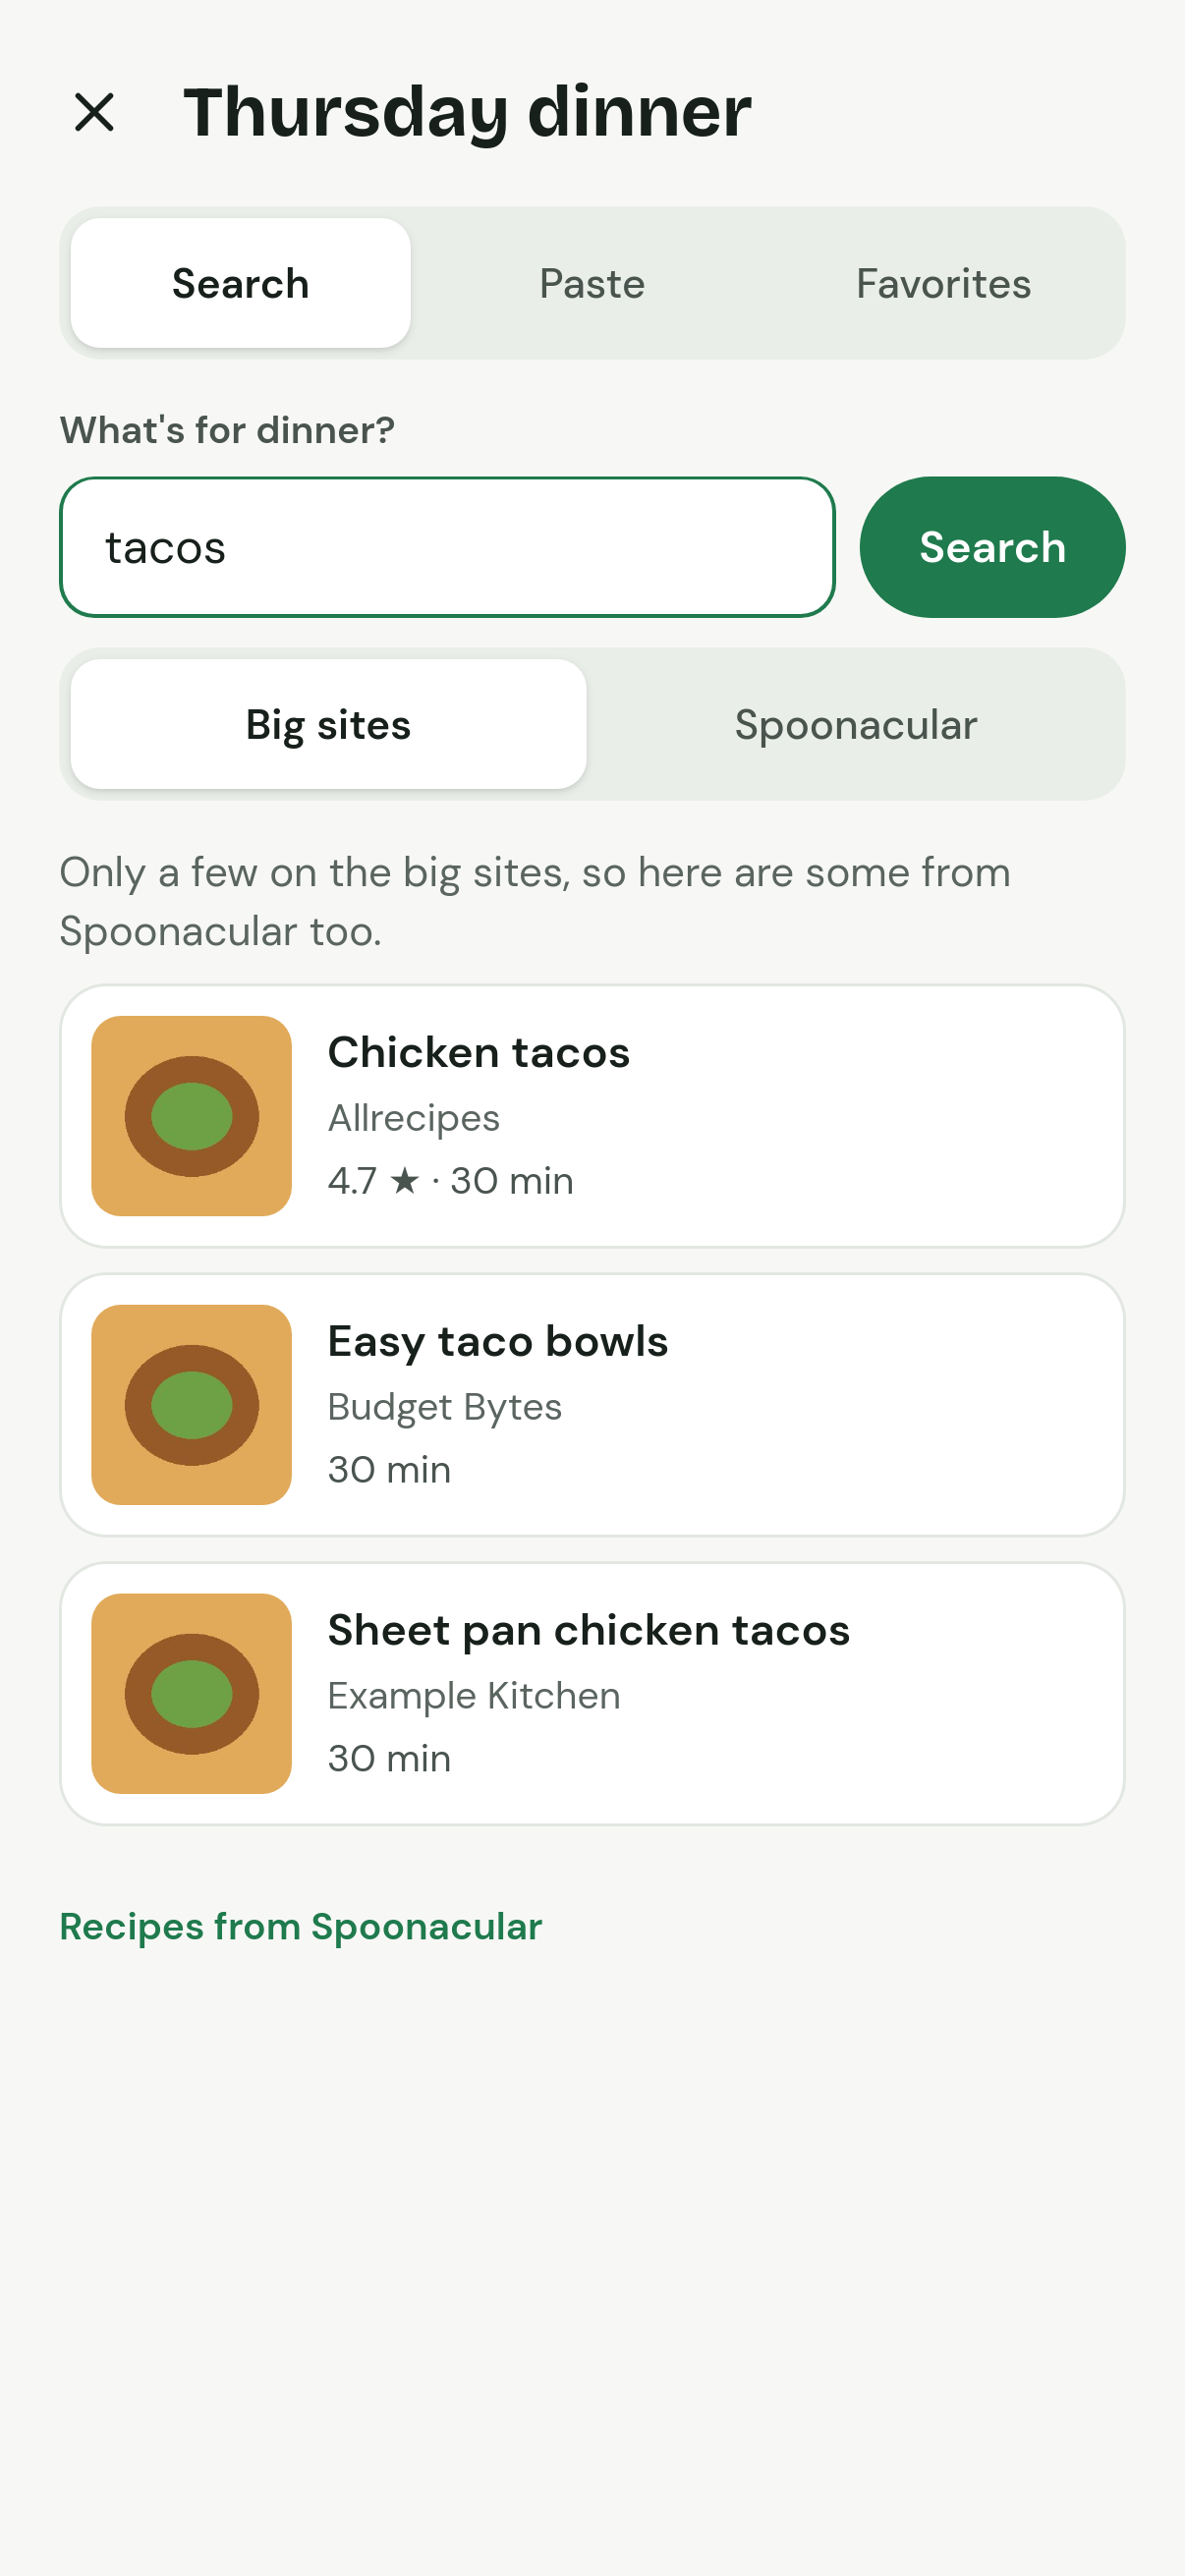 Thursday dinner
Search
Paste
Favorites
What's for dinner?
tacos
Search
Big sites
Spoonacular
Only a few on the big sites, so here are some from
Spoonacular too.
Chicken tacos
Allrecipes
4.7 ★ · 30 min
Easy taco bowls
Budget Bytes
30 min
Sheet pan chicken tacos
Example Kitchen
30 min
Recipes from Spoonacular